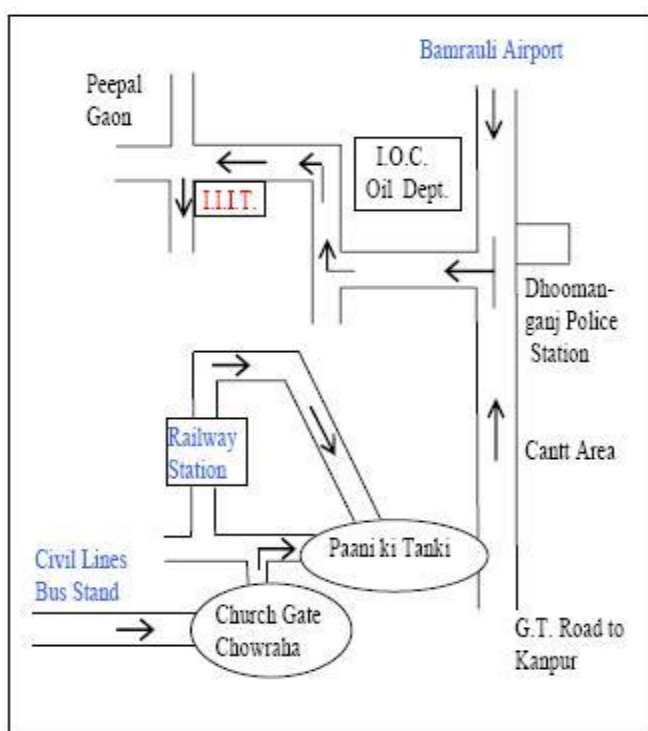 Bamrauli Airport
Peepal
Gaon
I.O.C.
Oil Dept.
I.I.I.T.
Dhooman-
ganj Police
Station
Railway
Station
Cantt Area
Paani ki Tanki
Civil Lines
Bus Stand
Church Gate
Chowraha
G.T. Road to
Kanpur